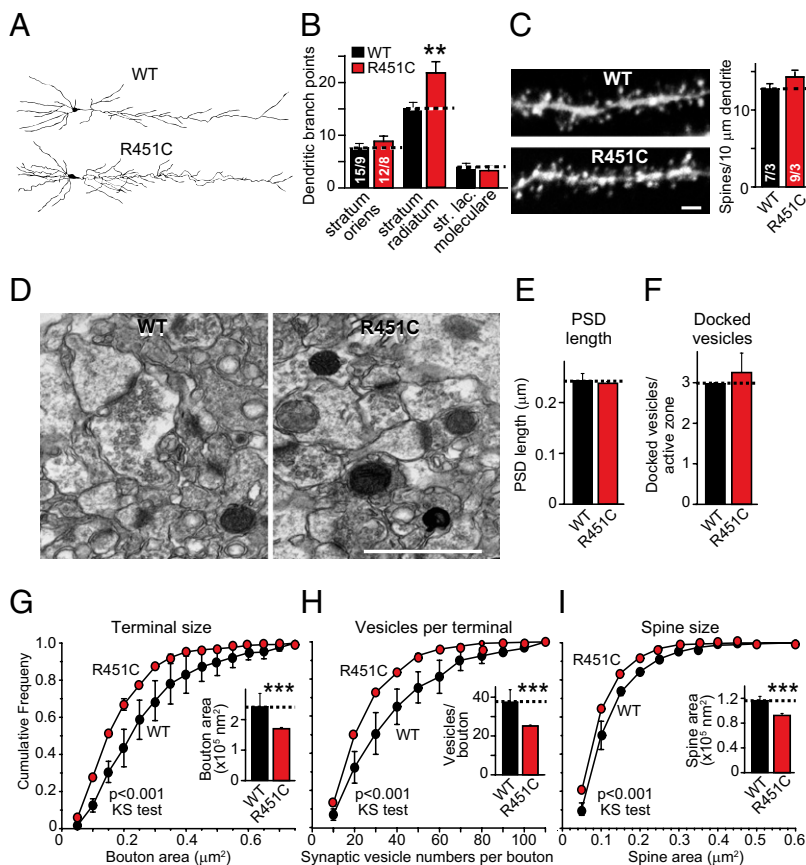 A
WT
R451C
B
Dendritic branch points
20
10
0
WT
R451C
**
15/9
12/8
stratum
oriens
stratum
radiatum
str. lac.
moleculare
C
WT
R451C
Spines/10 μm dendrite
10
0
7/3
9/3
WT
R451C
D
WT
R451C
E
PSD
length
PSD length (μm)
0.2
0.1
0
WT
R451C
F
Docked
vesicles
Docked vesicles/
active zone
3
2
1
0
WT
R451C
G
Terminal size
Cumulative Frequeny
1.0
0.8
0.6
0.4
0.2
0
R451C
WT
p<0.001
KS test
0 0.2 0.4 0.6
Bouton area (μm²)
Bouton area
(x10⁵ nm²)
2
1
0
***
WT
R451C
H
Vesicles per terminal
R451C
WT
p<0.001
KS test
0 20 40 60 80 100
Synaptic vesicle numbers per bouton
Vesicles/
bouton
40
20
0
***
WT
R451C
I
Spine size
R451C
WT
p<0.001
KS test
0 0.1 0.2 0.3 0.4 0.5 0.6
Spine area (μm²)
Spine area
(x10⁵ nm²)
1.2
0.8
0.4
0
***
WT
R451C